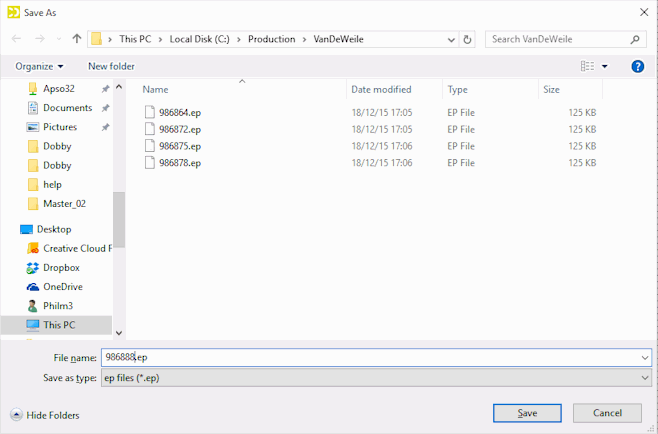 Save As
This PC › Local Disk (C:) › Production › VanDeWeile
Search VanDeWeile
Organize New folder
Name Date modified Type Size
Apso32
Documents
Pictures
Dobby
Dobby
help
Master_02
Desktop
Creative Cloud F
Dropbox
OneDrive
Philm3
This PC
986864.ep 18/12/15 17:05 EP File 125 KB
986872.ep 18/12/15 17:05 EP File 125 KB
986875.ep 18/12/15 17:06 EP File 125 KB
986878.ep 18/12/15 17:06 EP File 125 KB
File name: 986888.ep
Save as type: ep files (*.ep)
Hide Folders
Save Cancel